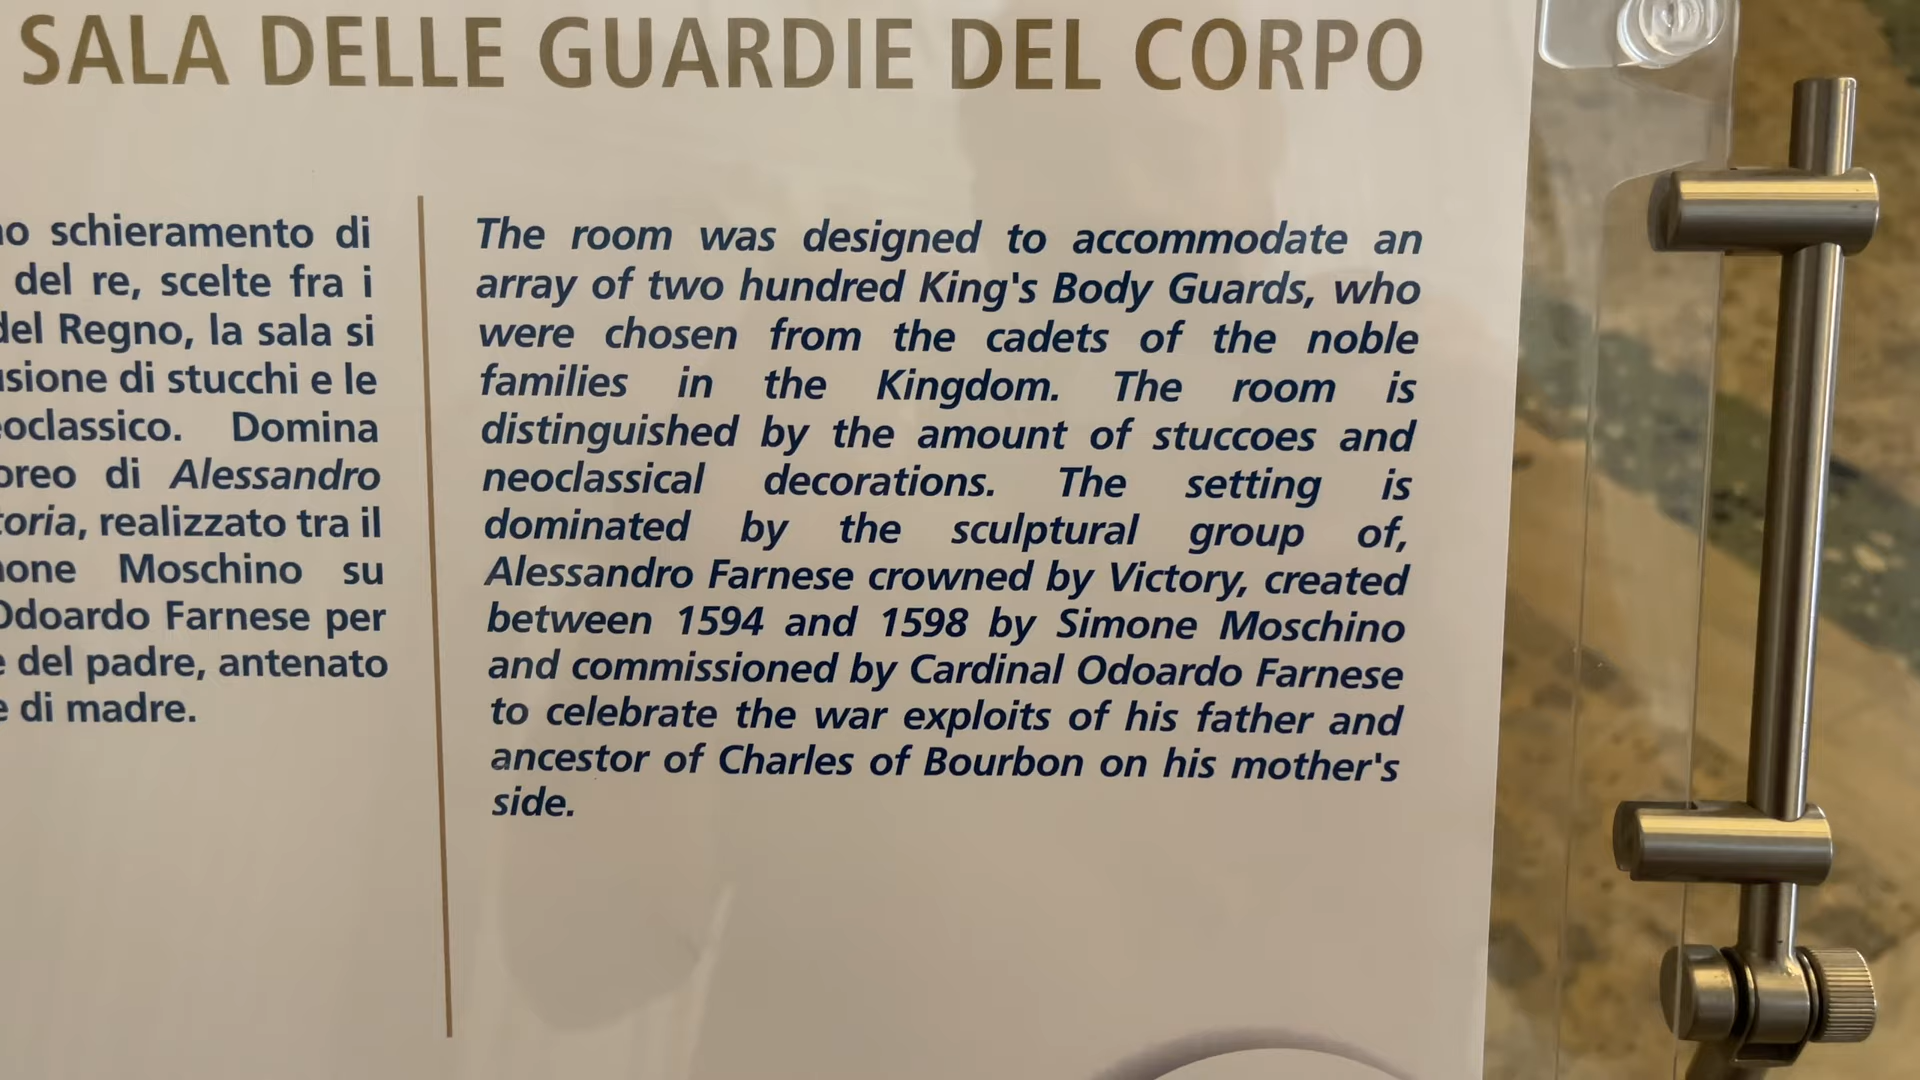 SALA DELLE GUARDIE DEL CORPO
schieramento di
del re, scelte fra i
del Regno, la sala si
di stucchi e le
Domina
di Alessandro
realizzato tra il
Moschino su
Odoardo Farnese per
del padre, antenato
di madre.
The room was designed to accommodate an
array of two hundred King's Body Guards, who
were chosen from the cadets of the noble
families in the Kingdom. The room is
distinguished by the amount of stuccoes and
neoclassical decorations. The setting is
dominated by the sculptural group of,
Alessandro Farnese crowned by Victory, created
between 1594 and 1598 by Simone Moschino
and commissioned by Cardinal Odoardo Farnese
to celebrate the war exploits of his father and
ancestor of Charles of Bourbon on his mother's
side.